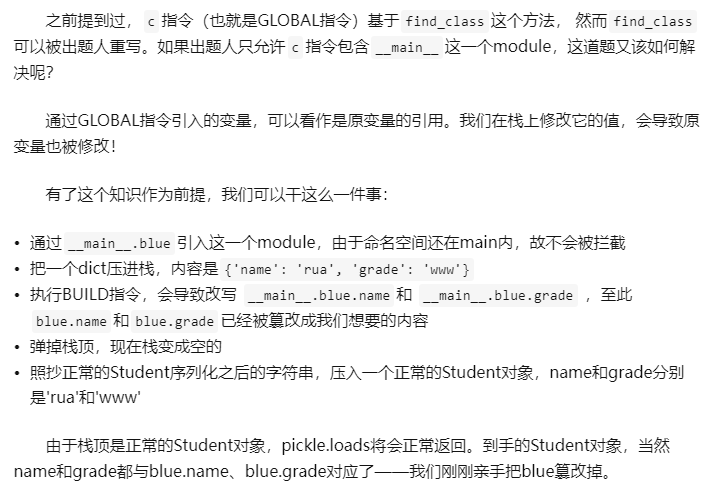 之前提到过， c 指令（也就是GLOBAL指令）基于 find_class 这个方法， 然而 find_class
可以被出题人重写。如果出题人只允许 c 指令包含 __main__ 这一个module，这道题又该如何解
决呢？
通过GLOBAL指令引入的变量，可以看作是原变量的引用。我们在栈上修改它的值，会导致原
变量也被修改！
有了这个知识作为前提，我们可以干这么一件事：
• 通过 __main__.blue 引入这一个module，由于命名空间还在main内，故不会被拦截
• 把一个dict压进栈，内容是 {'name': 'rua', 'grade': 'www'}
• 执行BUILD指令，会导致改写 __main__.blue.name 和 __main__.blue.grade ，至此
blue.name 和 blue.grade 已经被篡改成我们想要的内容
• 弹掉栈顶，现在栈变成空的
• 照抄正常的Student序列化之后的字符串，压入一个正常的Student对象，name和grade分别
是'rua'和'www'
由于栈顶是正常的Student对象，pickle.loads将会正常返回。到手的Student对象，当然
name和grade都与blue.name、blue.grade对应了——我们刚刚亲手把blue篡改掉。